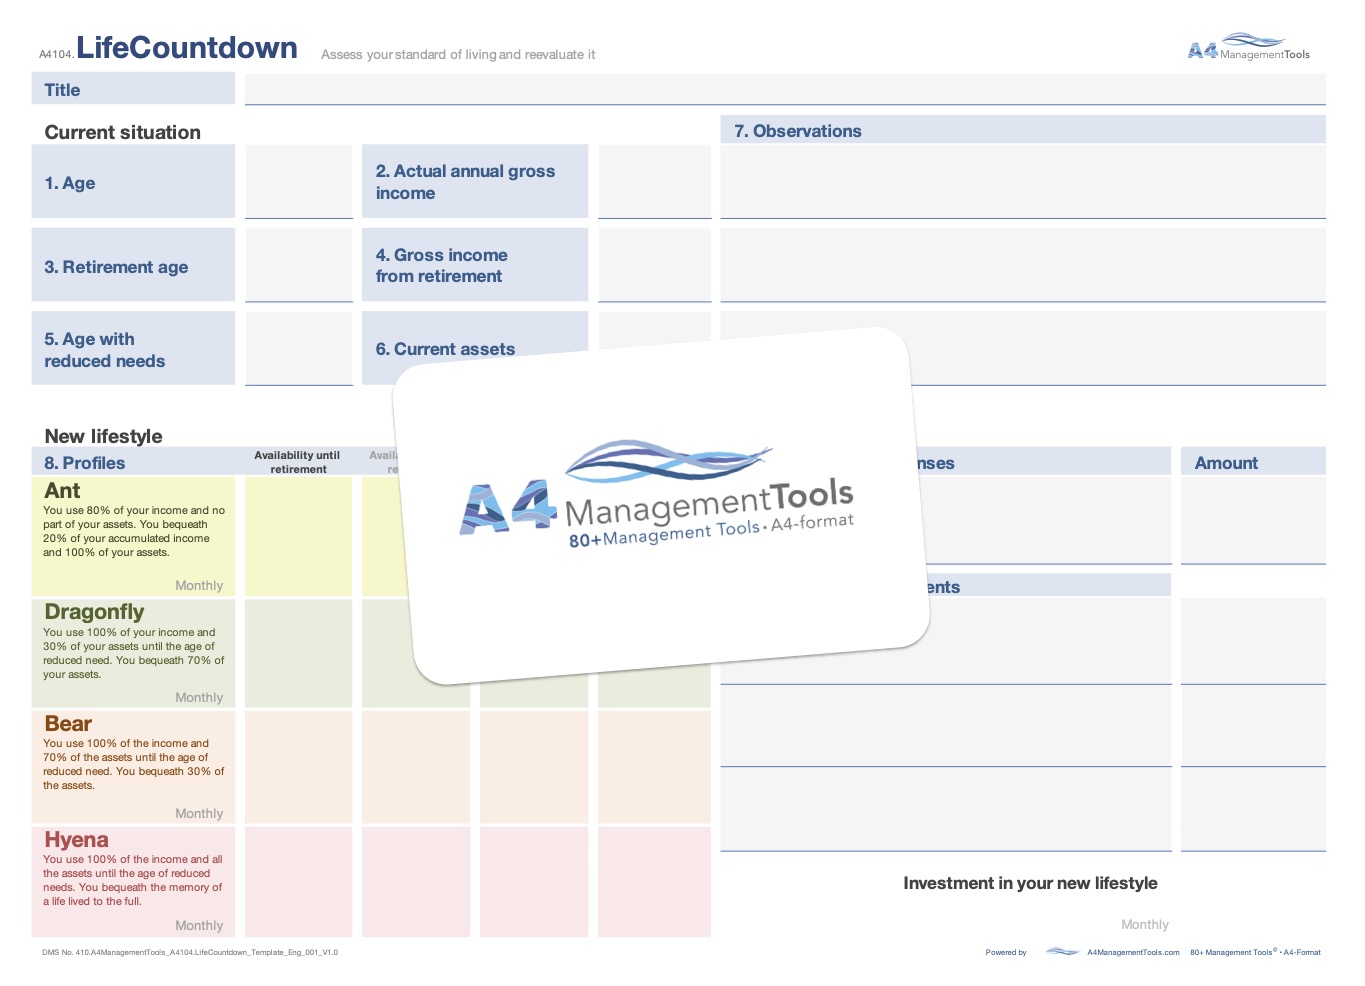 A4104. LifeCountdown
Assess your standard of living and reevaluate it
A4 ManagementTools
Title
Current situation
7. Observations
1. Age
2. Actual annual gross
income
3. Retirement age
4. Gross income
from retirement
5. Age with
reduced needs
6. Current assets
New lifestyle
8. Profiles
Availability until
retirement
Amount
Ant
You use 80% of your income and no
part of your assets. You bequeath
20% of your accumulated income
and 100% of your assets.
Monthly
Dragonfly
You use 100% of your income and
30% of your assets until the age of
reduced need. You bequeath 70% of
your assets.
Monthly
Bear
You use 100% of the income and
70% of the assets until the age of
reduced need. You bequeath 30% of
the assets.
Monthly
Hyena
You use 100% of the income and all
the assets until the age of reduced
needs. You bequeath the memory of
a life lived to the full.
Monthly
A4 ManagementTools
80+Management Tools • A4-format
Investment in your new lifestyle
Monthly
DMS No. 410.A4ManagementTools_A4104.LifeCountdown_Template_Eng_001_V1.0
Powered by
A4ManagementTools.com
80+ Management Tools© • A4-Format